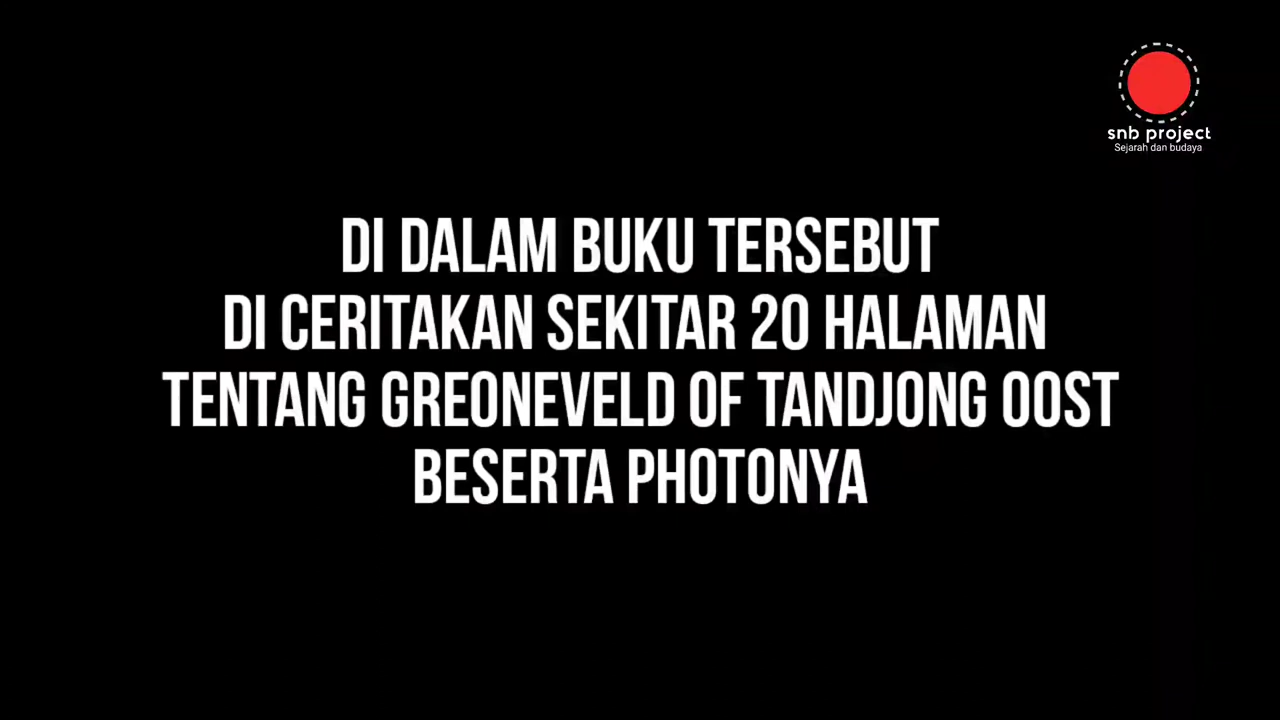 snb project
Sejarah dan budaya
DI DALAM BUKU TERSEBUT
DI CERITAKAN SEKITAR 20 HALAMAN
TENTANG GREONEVELD OF TANDJONG OOST
BESERTA PHOTONYA